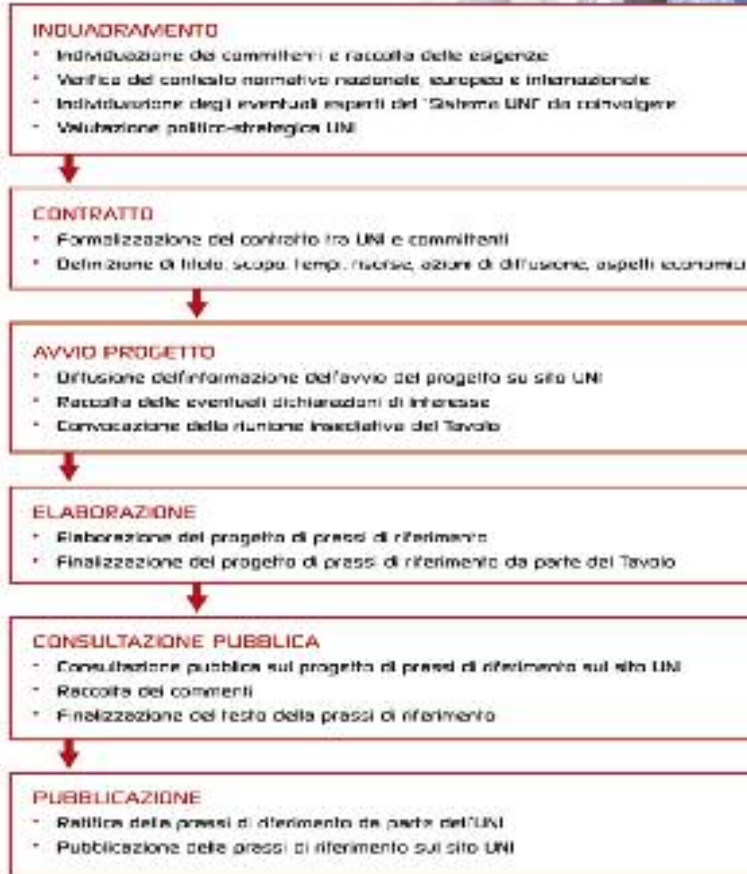 INQUADRAMENTO
• Individuazione dei committenti e raccolta delle esigenze
• Verifica del contesto normativo nazionale, europeo e internazionale
• Individuazione degli eventuali esperti del "Sistema UNI" da coinvolgere
• Valutazione politico-strategica UNI
CONTRATTO
• Formalizzazione del contratto tra UNI e committenti
• Definizione di titolo, scopo, tempi, risorse, azioni di diffusione, aspetti economici
AVVIO PROGETTO
• Diffusione dell'informazione dell'avvio del progetto su sito UNI
• Raccolta delle eventuali dichiarazioni di interesse
• Convocazione della riunione insediativa del Tavolo
ELABORAZIONE
• Elaborazione del progetto di prassi di riferimento
• Finalizzazione del progetto di prassi di riferimento da parte del Tavolo
CONSULTAZIONE PUBBLICA
• Consultazione pubblica sul progetto di prassi di riferimento sul sito UNI
• Raccolta dei commenti
• Finalizzazione del testo della prassi di riferimento
PUBBLICAZIONE
• Ratifica della prassi di riferimento da parte dell'UNI
• Pubblicazione della prassi di riferimento sul sito UNI